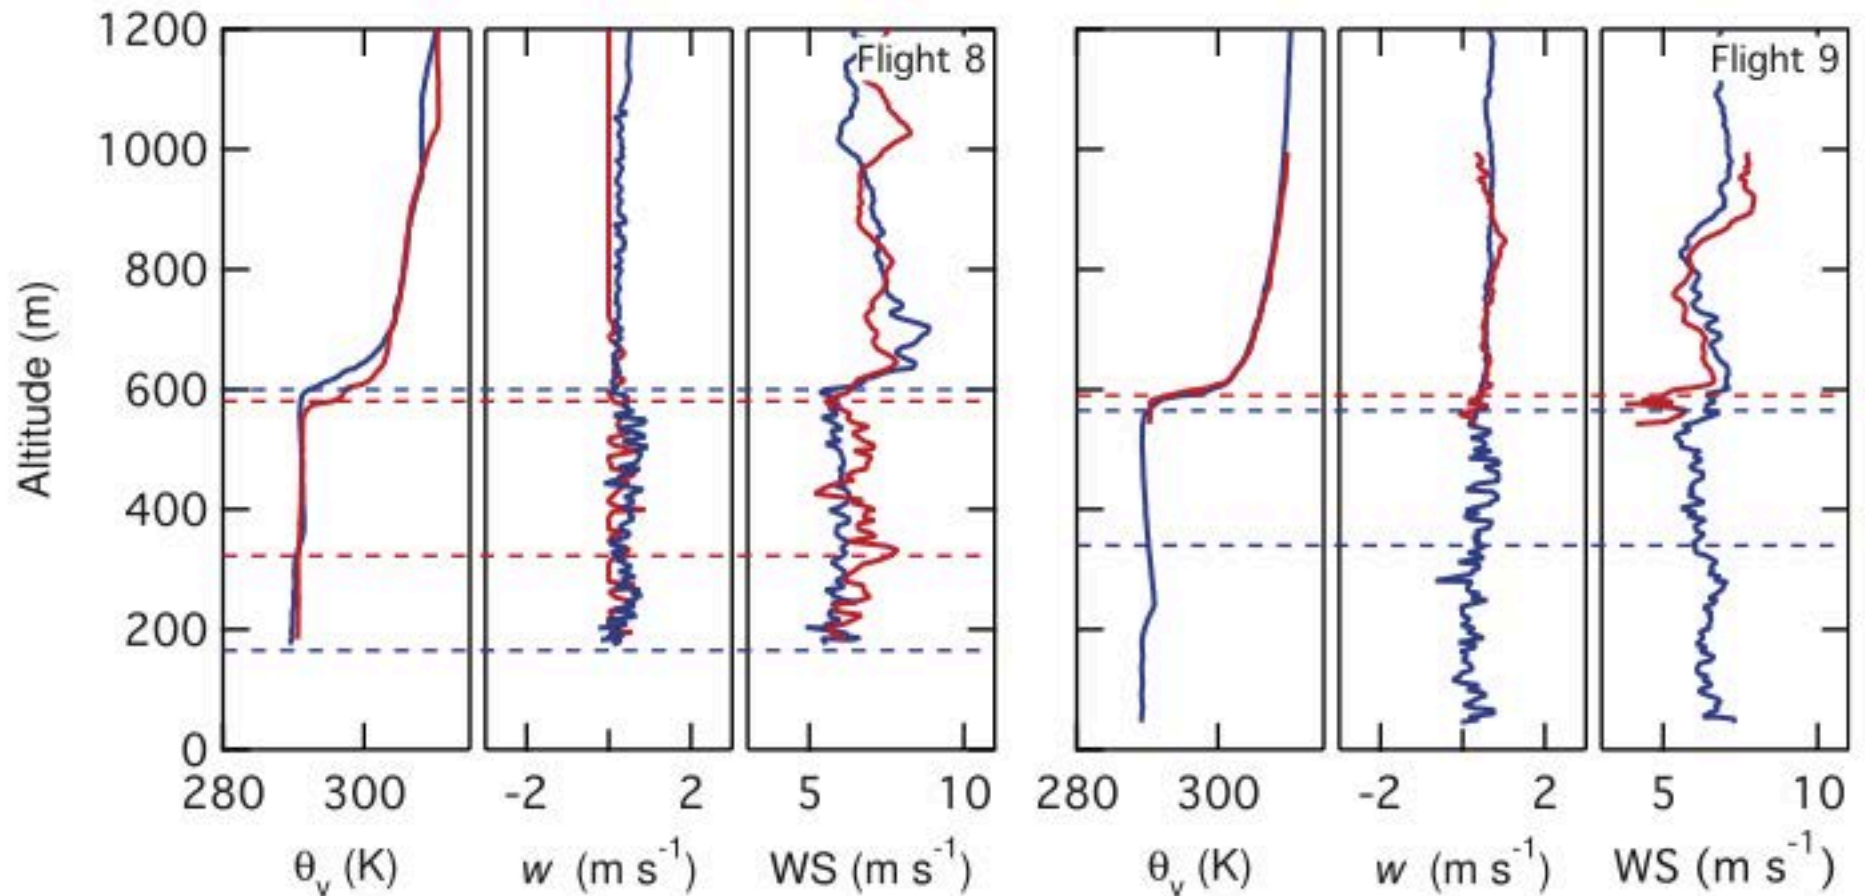 1200
1000
800
600
400
200
0
Altitude (m)
Flight 8
Flight 9
280 300 -2 2 5 10 280 300 -2 2 5 10
θv (K) w (m s-1) WS (m s-1) θv (K) w (m s-1) WS (m s-1)